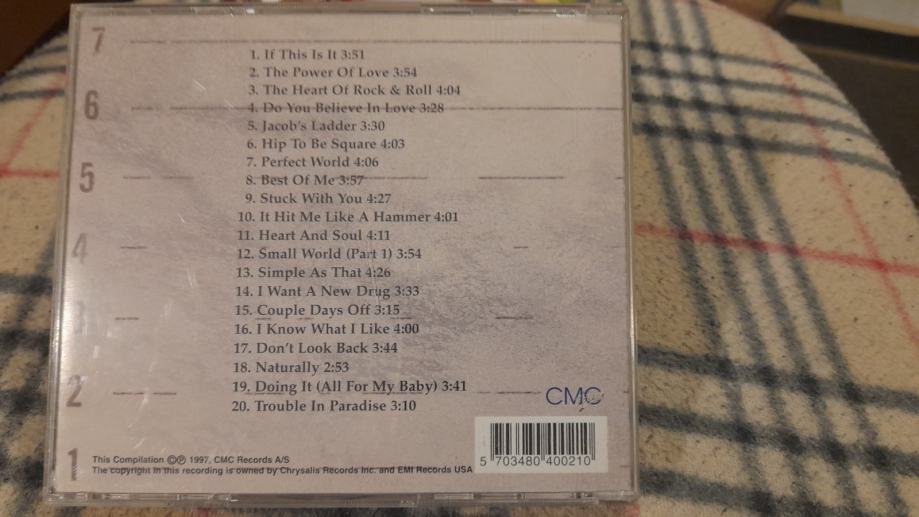 7
1. If This Is It 3:51
2. The Power Of Love 3:54
3. The Heart Of Rock & Roll 4:04
6
4. Do You Believe In Love 3:28
5. Jacob's Ladder 3:30
6. Hip To Be Square 4:03
7. Perfect World 4:06
5
8. Best Of Me 3:57
9. Stuck With You 4:27
10. It Hit Me Like A Hammer 4:01
11. Heart And Soul 4:11
4
12. Small World (Part 1) 3:54
13. Simple As That 4:26
14. I Want A New Drug 3:33
15. Couple Days Off 3:15
3
16. I Know What I Like 4:00
17. Don't Look Back 3:44
18. Naturally 2:53
2
19. Doing It (All For My Baby) 3:41
20. Trouble In Paradise 3:10
CMC
1
This Compilation ©℗ 1997, CMC Records A/S
The copyright in this recording is owned by Chrysalis Records Inc. and EMI Records USA
5 703480 400210